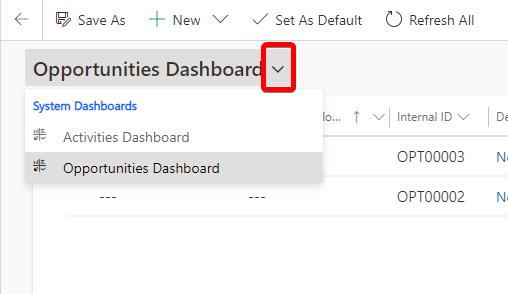 Save As New Set As Default Refresh All
Opportunities Dashboard
System Dashboards
lo... Internal ID De
Activities Dashboard
OPT00003 N
Opportunities Dashboard
--- --- OPT00002 N